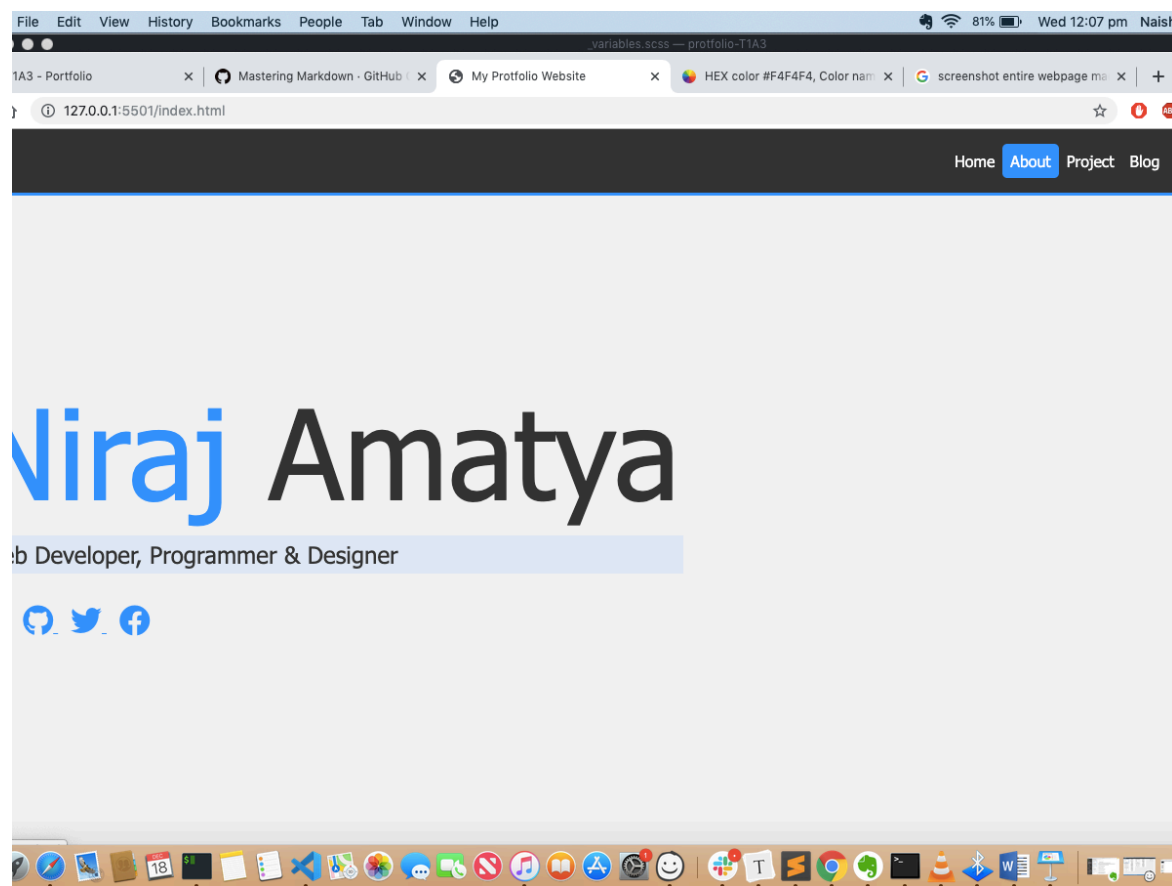 File Edit View History Bookmarks People Tab Window Help 81% Wed 12:07 pm
_variables.scss — protfolio-T1A3
1A3 - Portfolio Mastering Markdown · GitHub My Protfolio Website HEX color #F4F4F4, Color nam screenshot entire webpage ma
127.0.0.1:5501/index.html
Home About Project Blog
Niraj Amatya
eb Developer, Programmer & Designer
DEC
18